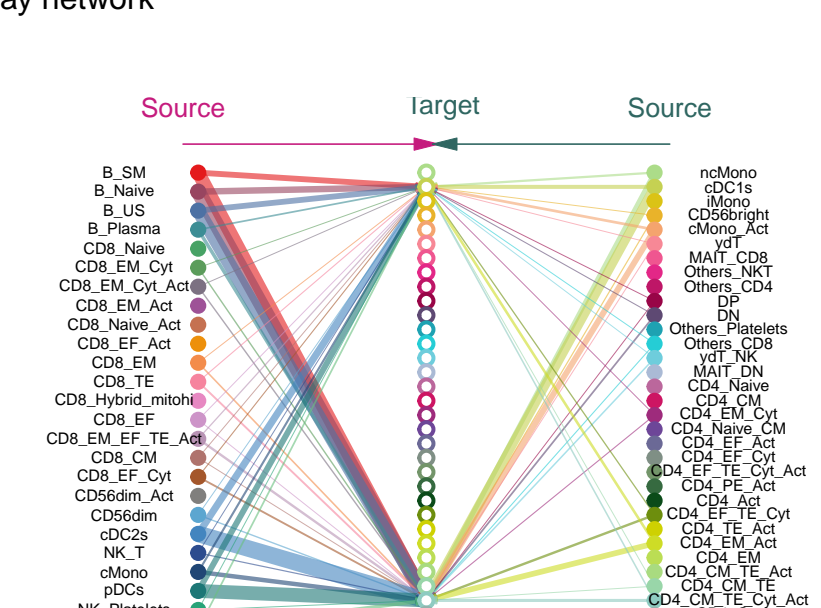 ay network
Source
Target
Source
B_SM
B_Naive
B_US
B_Plasma
CD8_Naive
CD8_EM_Cyt
CD8_EM_Cyt_Act
CD8_EM_Act
CD8_Naive_Act
CD8_EF_Act
CD8_EM
CD8_TE
CD8_Hybrid_mitohi
CD8_EF
CD8_EM_EF_TE_Act
CD8_CM
CD8_EF_Cyt
CD56dim_Act
CD56dim
cDC2s
NK_T
cMono
pDCs
NK_Platelets
ncMono
cDC1s
iMono
CD56bright
cMono_Act
ydT
MAIT_CD8
Others_NKT
Others_CD4
DP
DN
Others_Platelets
Others_CD8
ydT_NK
MAIT_DN
CD4_Naive
CD4_CM
CD4_EM_Cyt
CD4_Naive_CM
CD4_EF_Act
CD4_EF_Cyt
CD4_EF_TE_Cyt_Act
CD4_PE_Act
CD4_Act
CD4_EF_TE_Cyt
CD4_TE_Act
CD4_EM_Act
CD4_EM
CD4_CM_TE_Act
CD4_CM_TE
CD4_CM_TE_Cyt_Act